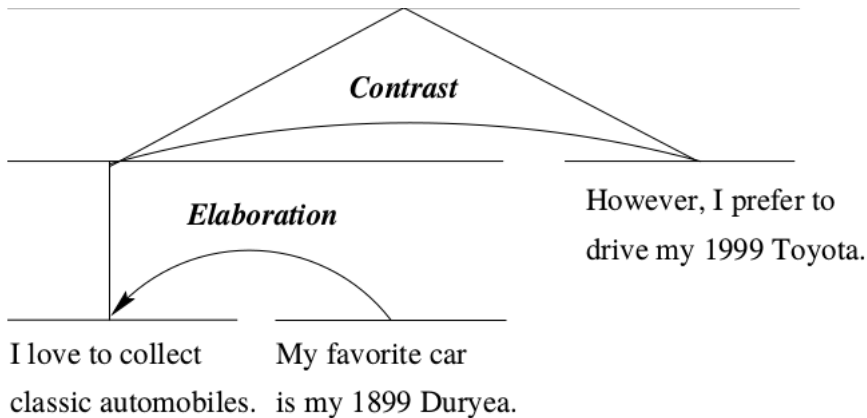 Contrast
Elaboration
However, I prefer to
drive my 1999 Toyota.
I love to collect
classic automobiles.
My favorite car
is my 1899 Duryea.